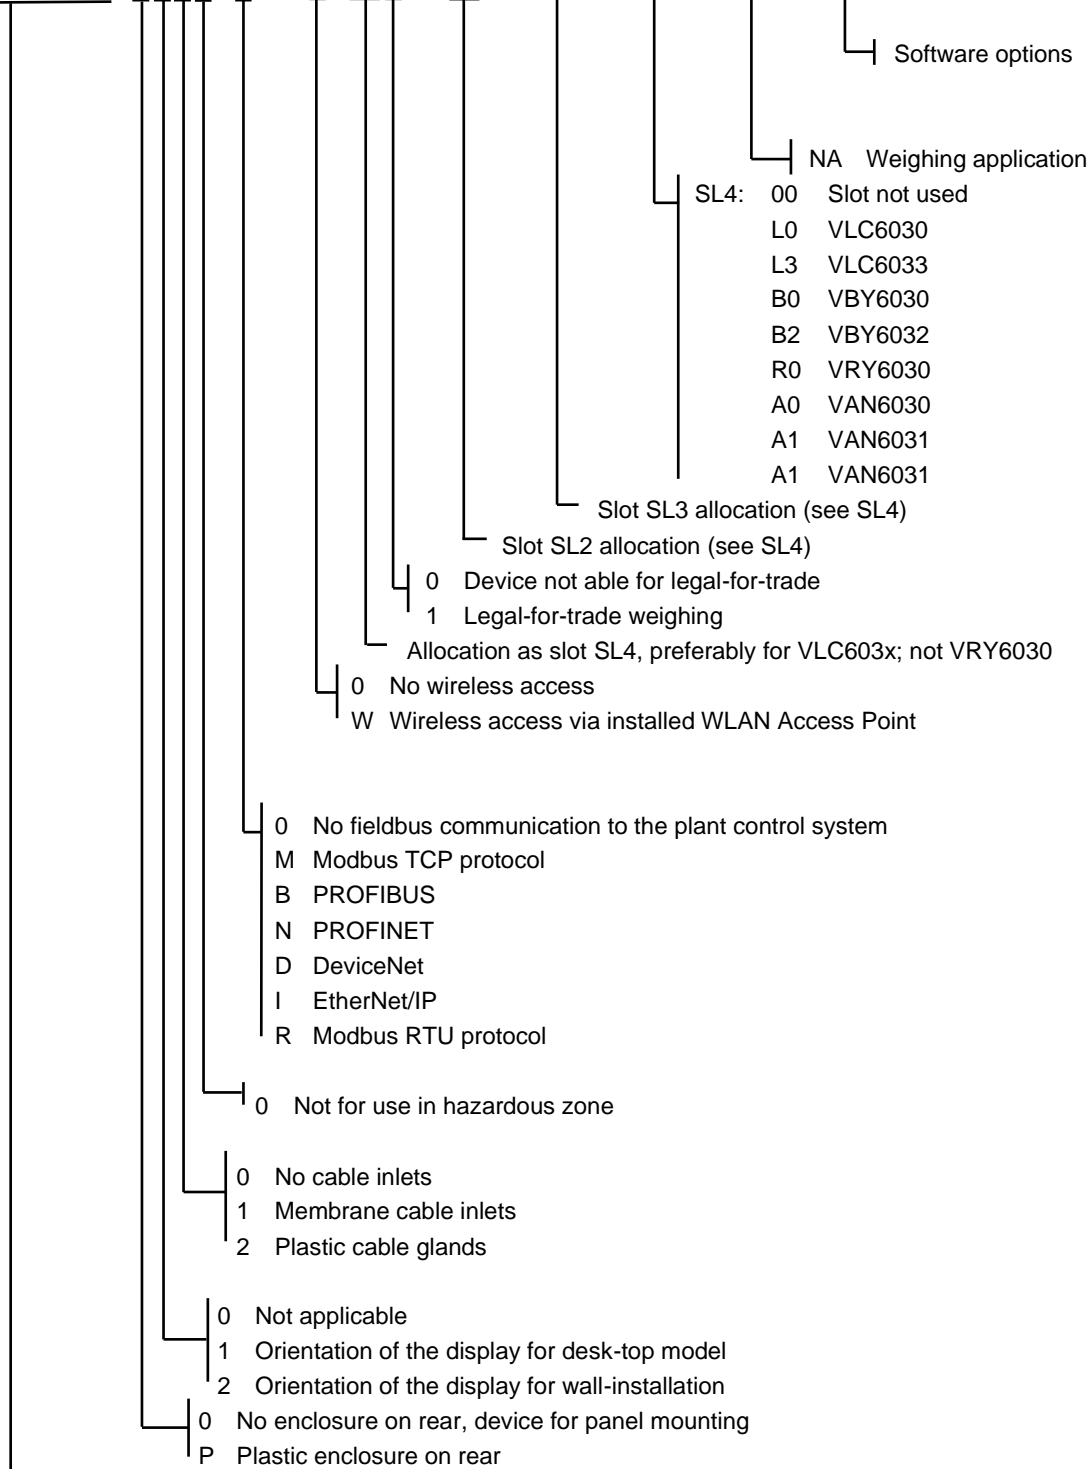 Software options
NA Weighing application
SL4: 00 Slot not used
L0 VLC6030
L3 VLC6033
B0 VBY6030
B2 VBY6032
R0 VRY6030
A0 VAN6030
A1 VAN6031
A1 VAN6031
Slot SL3 allocation (see SL4)
Slot SL2 allocation (see SL4)
0 Device not able for legal-for-trade
1 Legal-for-trade weighing
Allocation as slot SL4, preferably for VLC603x; not VRY6030
0 No wireless access
W Wireless access via installed WLAN Access Point
0 No fieldbus communication to the plant control system
M Modbus TCP protocol
B PROFIBUS
N PROFINET
D DeviceNet
I EtherNet/IP
R Modbus RTU protocol
0 Not for use in hazardous zone
0 No cable inlets
1 Membrane cable inlets
2 Plastic cable glands
0 Not applicable
1 Orientation of the display for desk-top model
2 Orientation of the display for wall-installation
0 No enclosure on rear, device for panel mounting
P Plastic enclosure on rear